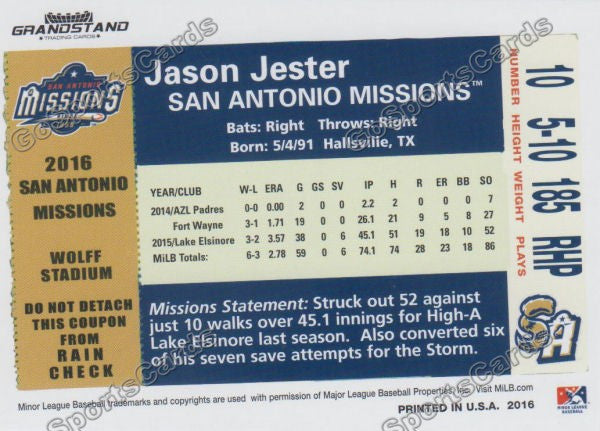 GRANDSTAND
TRADING CARDS
SAN ANTONIO
MISSIONS
2016
SAN ANTONIO
MISSIONS
WOLFF
STADIUM
DO NOT DETACH
THIS COUPON
FROM
RAIN
CHECK
Jason Jester
SAN ANTONIO MISSIONS™
Bats: Right Throws: Right
Born: 5/4/91 Hallsville, TX
YEAR/CLUB W-L ERA G GS SV IP H R ER BB SO
2014/AZL Padres 0-0 0.00 2 0 0 2.2 2 0 0 0 7
Fort Wayne 3-1 1.71 19 0 0 26.1 21 9 5 8 27
2015/Lake Elsinore 3-2 3.57 38 0 6 45.1 51 19 18 10 52
MiLB Totals: 6-3 2.78 59 0 6 74.1 74 28 23 18 86
Missions Statement: Struck out 52 against
just 10 walks over 45.1 innings for High-A
Lake Elsinore last season. Also converted six
of his seven save attempts for the Storm.
10 5-10 185 RHP
NUMBER HEIGHT WEIGHT PLAYS
SA
Minor League Baseball trademarks and copyrights are used with permission of Major League Baseball Properties, Inc. Visit MiLB.com
PRINTED IN U.S.A. 2016
MINOR LEAGUE
BASEBALL
GoSportsCards